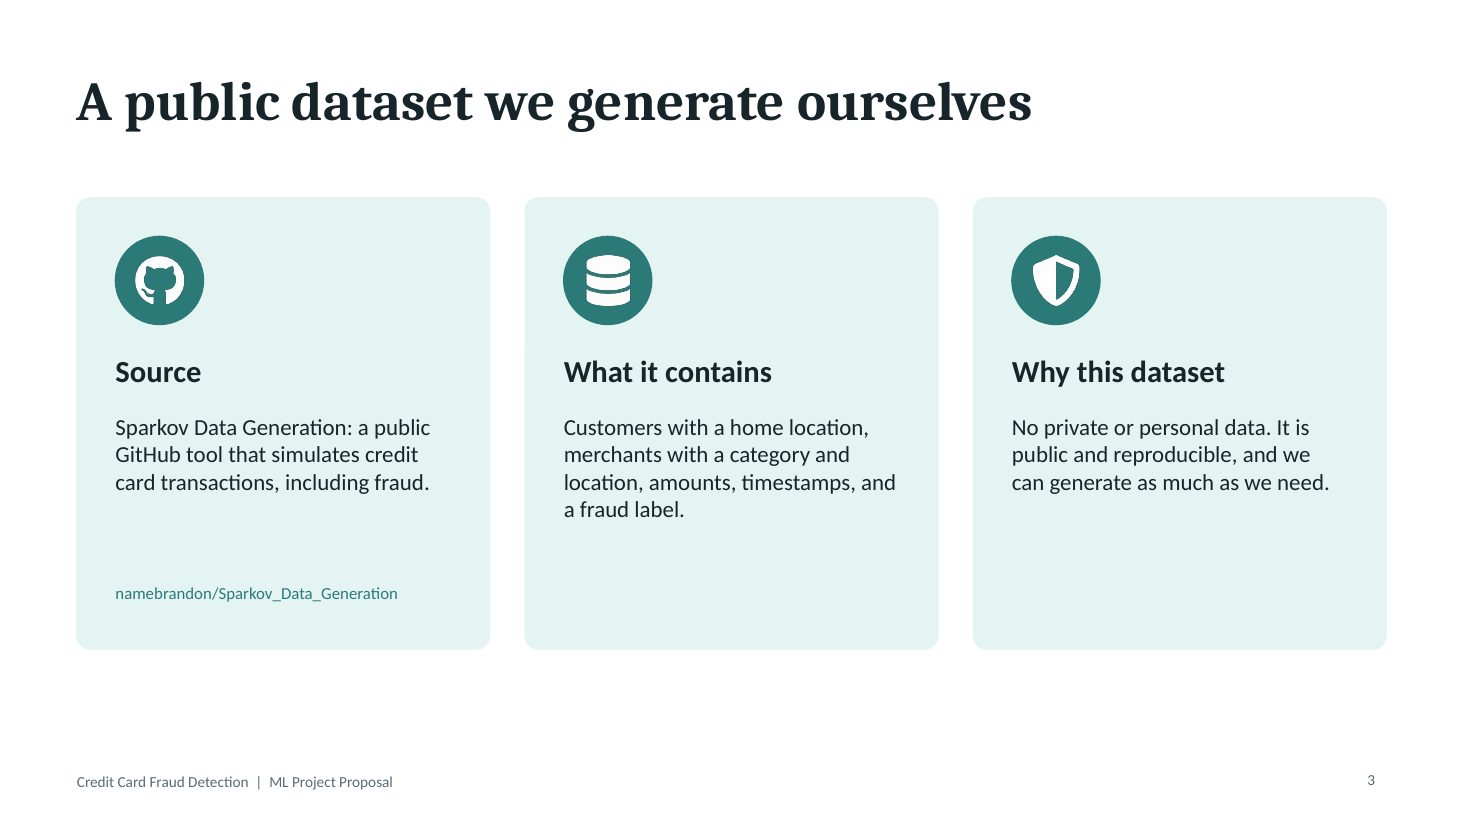 A public dataset we generate ourselves
Source
Sparkov Data Generation: a public
GitHub tool that simulates credit
card transactions, including fraud.
namebrandon/Sparkov_Data_Generation
What it contains
Customers with a home location,
merchants with a category and
location, amounts, timestamps, and
a fraud label.
Why this dataset
No private or personal data. It is
public and reproducible, and we
can generate as much as we need.
Credit Card Fraud Detection | ML Project Proposal
3